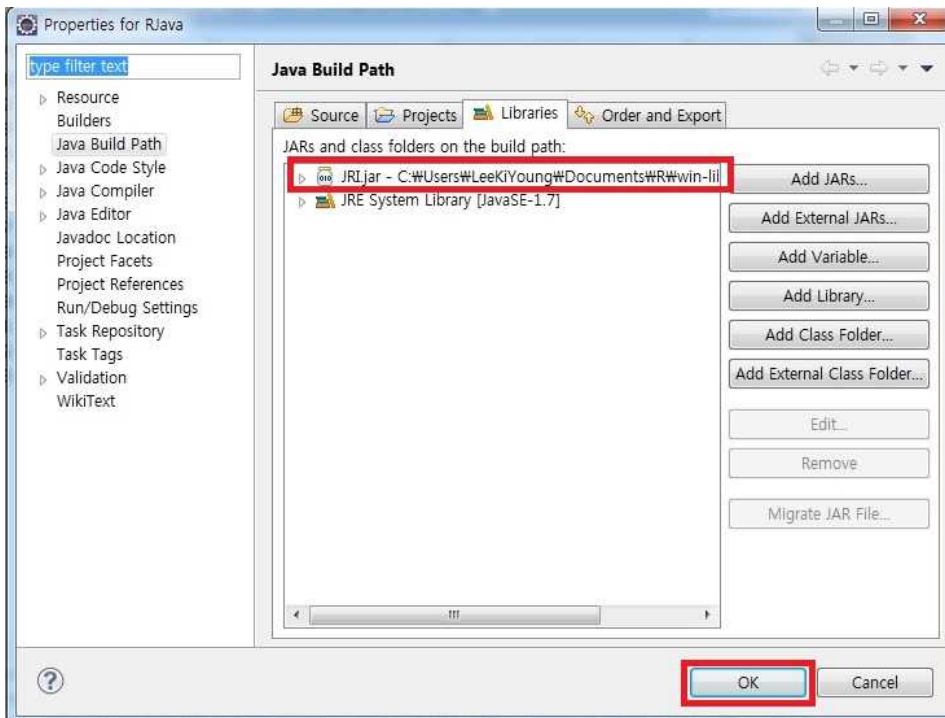 Properties for RJava
type filter text
Resource
Builders
Java Build Path
Java Code Style
Java Compiler
Java Editor
Javadoc Location
Project Facets
Project References
Run/Debug Settings
Task Repository
Task Tags
Validation
WikiText
Java Build Path
Source
Projects
Libraries
Order and Export
JARs and class folders on the build path:
JRI.jar - C:₩Users₩LeeKiYoung₩Documents₩R₩win-lil
JRE System Library [JavaSE-1.7]
Add JARs...
Add External JARs...
Add Variable...
Add Library...
Add Class Folder...
Add External Class Folder...
Edit...
Remove
Migrate JAR File...
OK
Cancel